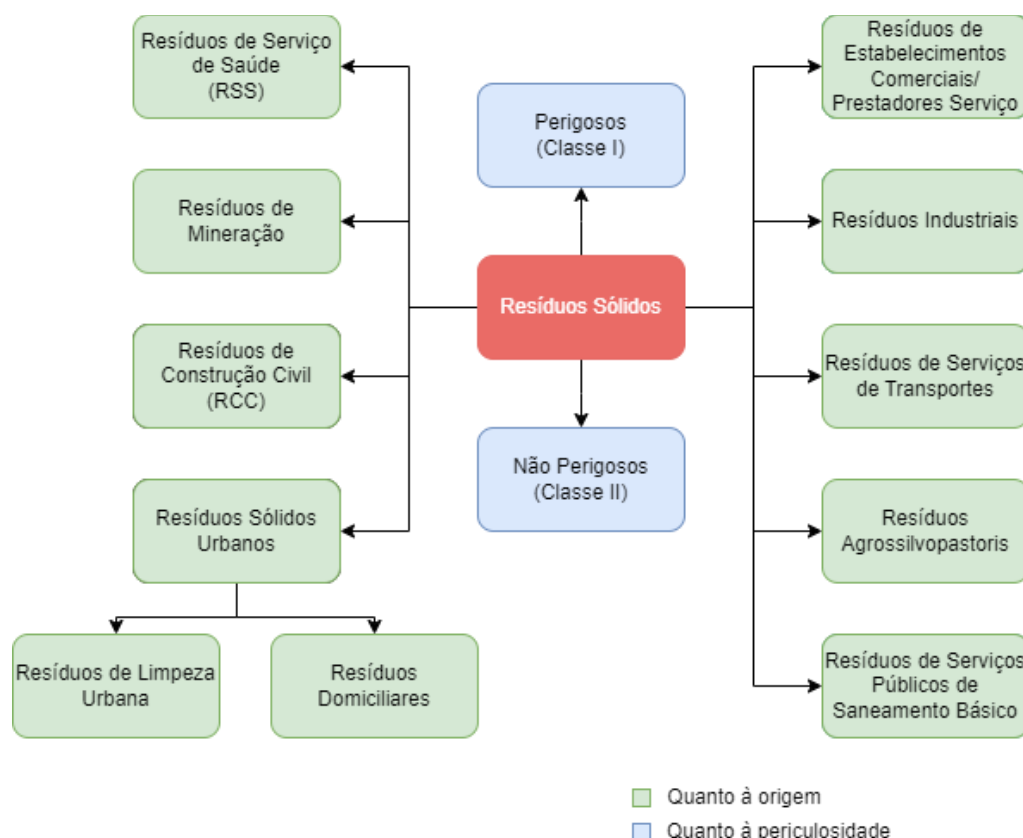 Resíduos de Serviço
de Saúde
(RSS)
Resíduos de
Mineração
Resíduos de
Construção Civil
(RCC)
Resíduos Sólidos
Urbanos
Resíduos de Limpeza
Urbana
Resíduos
Domiciliares
Perigosos
(Classe I)
Resíduos Sólidos
Não Perigosos
(Classe II)
Resíduos de
Estabelecimentos
Comerciais/
Prestadores Serviço
Resíduos Industriais
Resíduos de Serviços
de Transportes
Resíduos
Agrossilvopastoris
Resíduos de Serviços
Públicos de
Saneamento Básico
Quanto à origem
Quanto à periculosidade